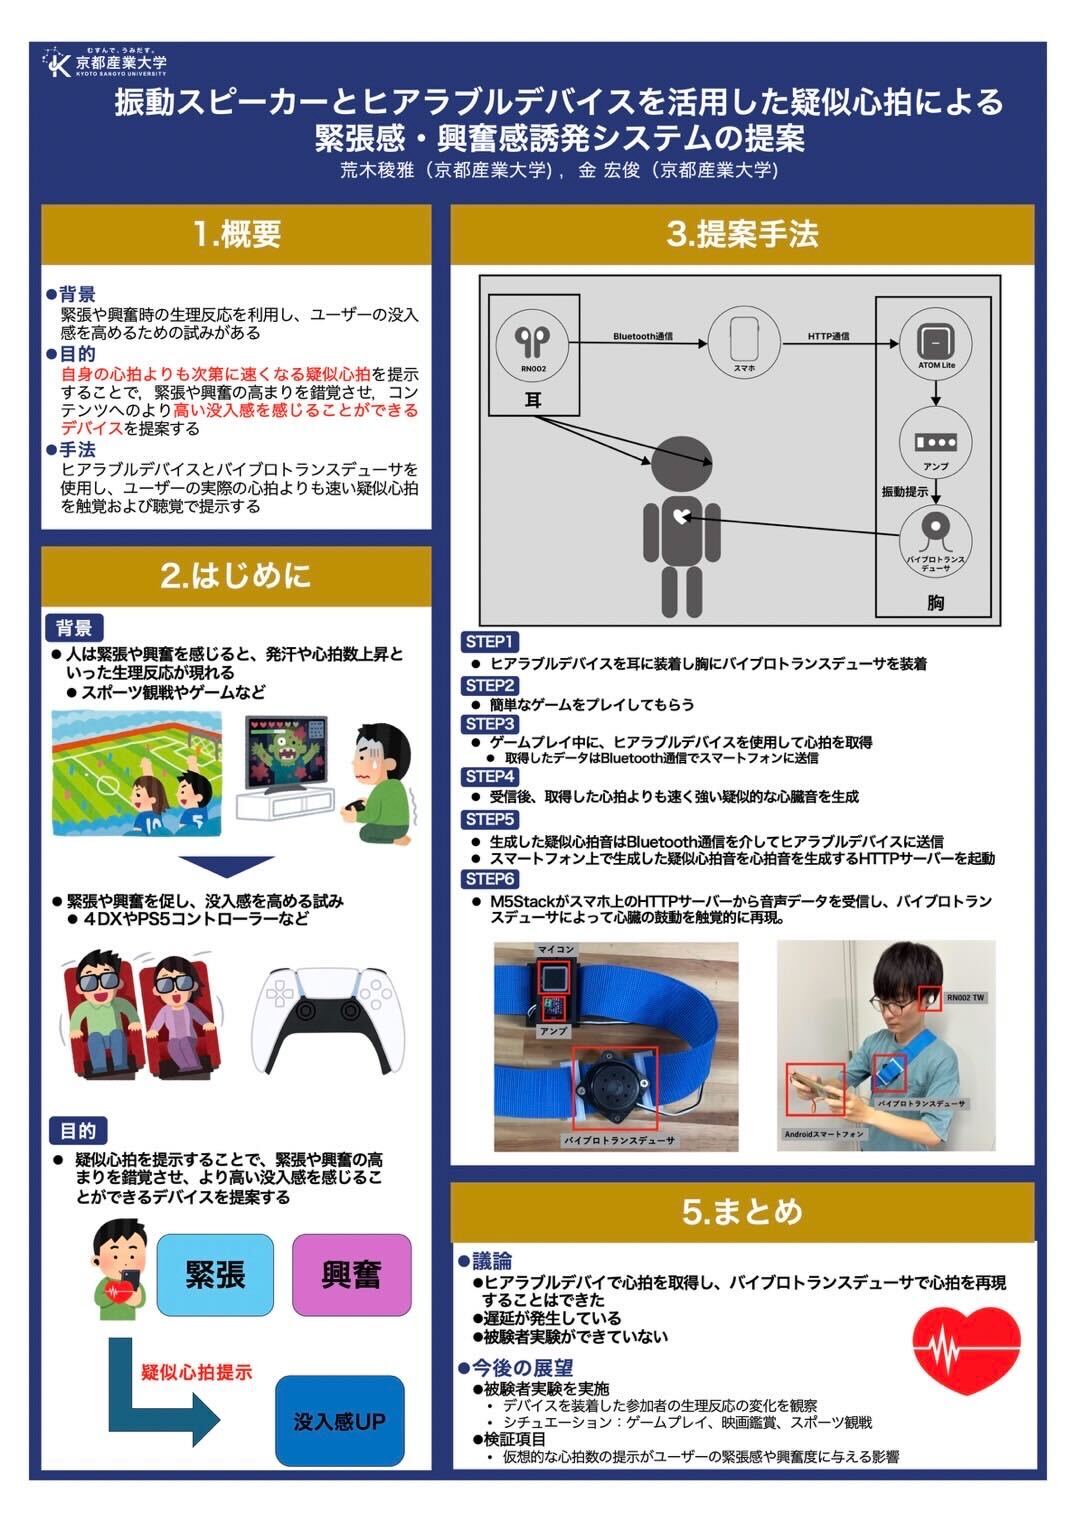 むすんで、うみだす。
京都産業大学
KYOTO SANGYO UNIVERSITY
振動スピーカーとヒアラブルデバイスを活用した疑似心拍による
緊張感・興奮感誘発システムの提案
荒木稜雅（京都産業大学），金 宏俊（京都産業大学）
1.概要
●背景
緊張や興奮時の生理反応を利用し、ユーザーの没入
感を高めるための試みがある
●目的
自身の心拍よりも次第に速くなる疑似心拍を提示
することで，緊張や興奮の高まりを錯覚させ，コン
テンツへのより高い没入感を感じることができる
デバイスを提案する
●手法
ヒアラブルデバイスとバイブロトランスデューサを
使用し、ユーザーの実際の心拍よりも速い疑似心拍
を触覚および聴覚で提示する
2.はじめに
背景
● 人は緊張や興奮を感じると、発汗や心拍数上昇と
いった生理反応が現れる
● スポーツ観戦やゲームなど
10
5
● 緊張や興奮を促し、没入感を高める試み
● 4DXやPS5コントローラーなど
目的
● 疑似心拍を提示することで、緊張や興奮の高
まりを錯覚させ、より高い没入感を感じるこ
とができるデバイスを提案する
緊張
興奮
疑似心拍提示
没入感UP
3.提案手法
RN002
耳
Bluetooth通信
スマホ
HTTP通信
ATOM Lite
アンプ
振動提示
バイブロトランス
デューサ
胸
STEP1
● ヒアラブルデバイスを耳に装着し胸にバイブロトランスデューサを装着
STEP2
● 簡単なゲームをプレイしてもらう
STEP3
● ゲームプレイ中に、ヒアラブルデバイスを使用して心拍を取得
● 取得したデータはBluetooth通信でスマートフォンに送信
STEP4
● 受信後、取得した心拍よりも速く強い疑似的な心臓音を生成
STEP5
● 生成した疑似心拍音はBluetooth通信を介してヒアラブルデバイスに送信
● スマートフォン上で生成した疑似心拍音を心拍音を生成するHTTPサーバーを起動
STEP6
● M5Stackがスマホ上のHTTPサーバーから音声データを受信し、バイブロトラン
スデューサによって心臓の鼓動を触覚的に再現。
マイコン
アンプ
バイブロトランスデューサ
RN002 TW
バイブロトランスデューサ
Androidスマートフォン
5.まとめ
●議論
●ヒアラブルデバイで心拍を取得し、バイブロトランスデューサで心拍を再現
することはできた
●遅延が発生している
●被験者実験ができていない
●今後の展望
●被験者実験を実施
• デバイスを装着した参加者の生理反応の変化を観察
• シチュエーション：ゲームプレイ、映画鑑賞、スポーツ観戦
●検証項目
• 仮想的な心拍数の提示がユーザーの緊張感や興奮度に与える影響